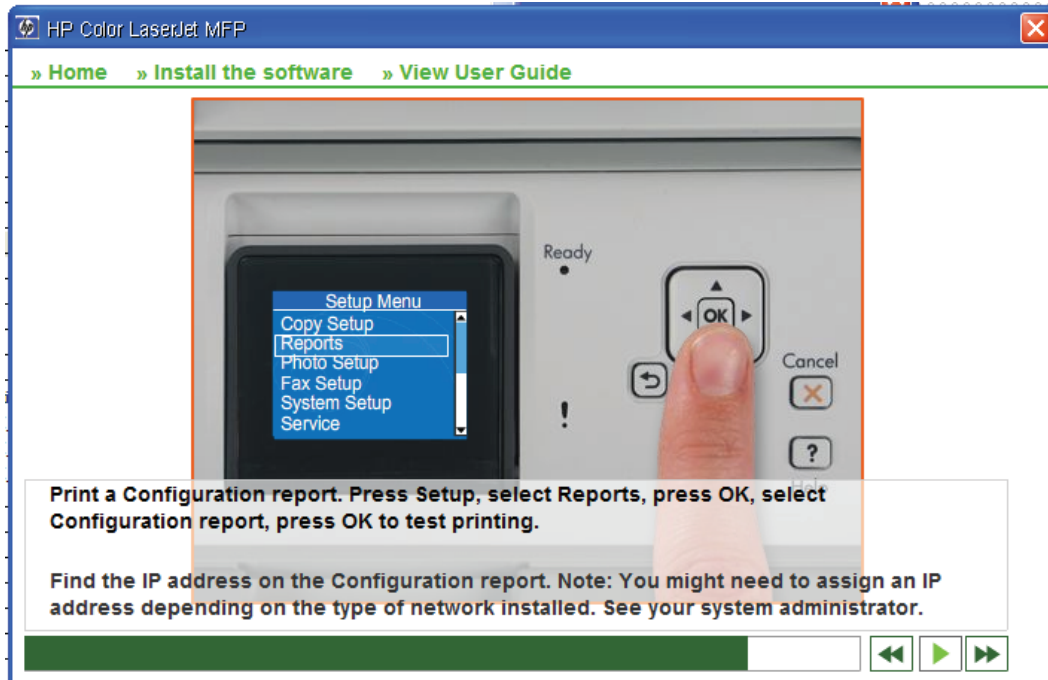 HP Color LaserJet MFP
» Home » Install the software » View User Guide
Ready
Setup Menu
Copy Setup
Reports
Photo Setup
Fax Setup
System Setup
Service
OK
Cancel
?
Help
!
Print a Configuration report. Press Setup, select Reports, press OK, select
Configuration report, press OK to test printing.
Find the IP address on the Configuration report. Note: You might need to assign an IP
address depending on the type of network installed. See your system administrator.